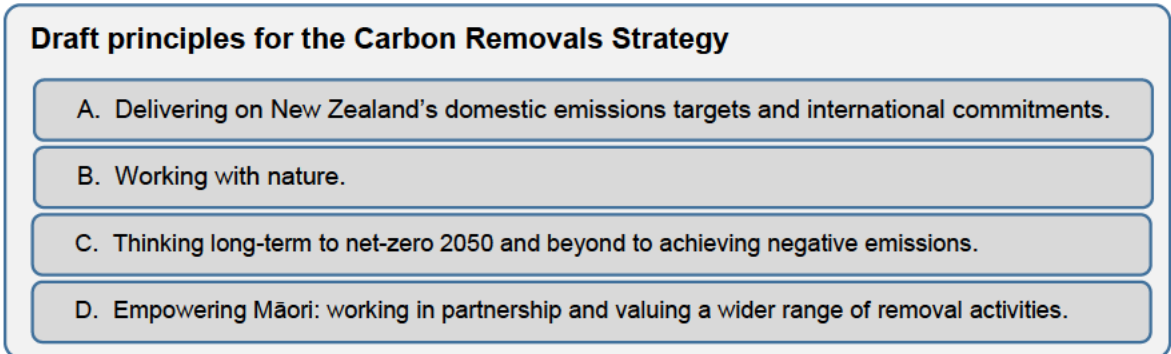 Draft principles for the Carbon Removals Strategy
A. Delivering on New Zealand's domestic emissions targets and international commitments.
B. Working with nature.
C. Thinking long-term to net-zero 2050 and beyond to achieving negative emissions.
D. Empowering Māori: working in partnership and valuing a wider range of removal activities.